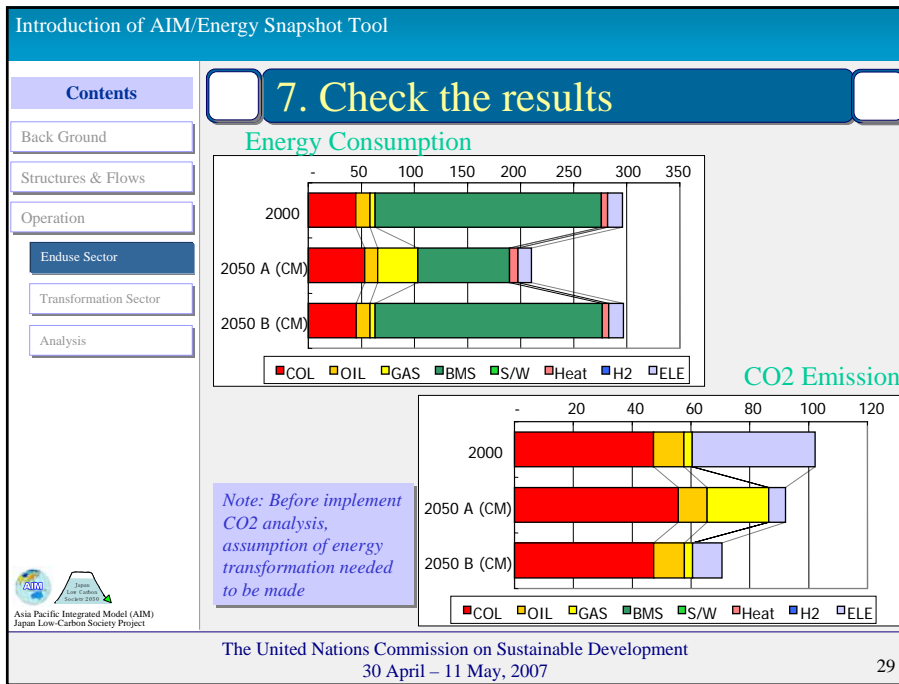 Introduction of AIM/Energy Snapshot Tool
Contents
Back Ground
Structures & Flows
Operation
Enduse Sector
Transformation Sector
Analysis
7. Check the results
Energy Consumption
- 50 100 150 200 250 300 350
2000
2050 A (CM)
2050 B (CM)
COL OIL GAS BMS S/W Heat H2 ELE
CO2 Emission
- 20 40 60 80 100 120
2000
2050 A (CM)
2050 B (CM)
COL OIL GAS BMS S/W Heat H2 ELE
Note: Before implement
CO2 analysis,
assumption of energy
transformation needed
to be made
AIM
Japan
Low Carbon
Society 2050
Asia Pacific Integrated Model (AIM)
Japan Low-Carbon Society Project
The United Nations Commission on Sustainable Development
30 April – 11 May, 2007
29